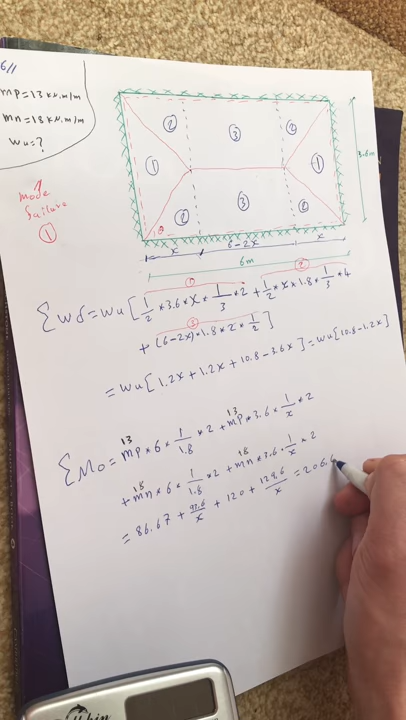 6//
mp=13 kN.m/m
mn=18 kN.m/m
wu=?
mode
failure
①
② ③ ②
① ①
② ③ ②
θ
3.6m
x 6-2x x
6m
① ②
ΣWδ=wu[1/2*3.6*x*1/3*2+1/2*x*1.8*1/3*4
③
+(6-2x)*1.8*2*1/2]
=wu[1.2x+1.2x+10.8-3.6x]=wu[10.8-1.2x]
13 13
ΣMθ=mp*6*1/1.8*2+mp*3.6*1/x*2
18 18
+mn*6*1/1.8*2+mn*3.6*1/x*2
=86.67+93.6/x+120+129.6/x=206.6